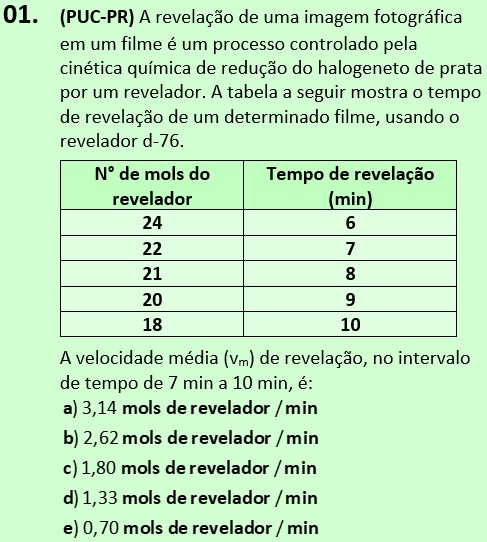 01. (PUC-PR) A revelação de uma imagem fotográfica
em um filme é um processo controlado pela
cinética química de redução do halogeneto de prata
por um revelador. A tabela a seguir mostra o tempo
de revelação de um determinado filme, usando o
revelador d-76.
N° de mols do revelador Tempo de revelação (min)
24 6
22 7
21 8
20 9
18 10
A velocidade média (vₘ) de revelação, no intervalo
de tempo de 7 min a 10 min, é:
a) 3,14 mols de revelador / min
b) 2,62 mols de revelador / min
c) 1,80 mols de revelador / min
d) 1,33 mols de revelador / min
e) 0,70 mols de revelador / min